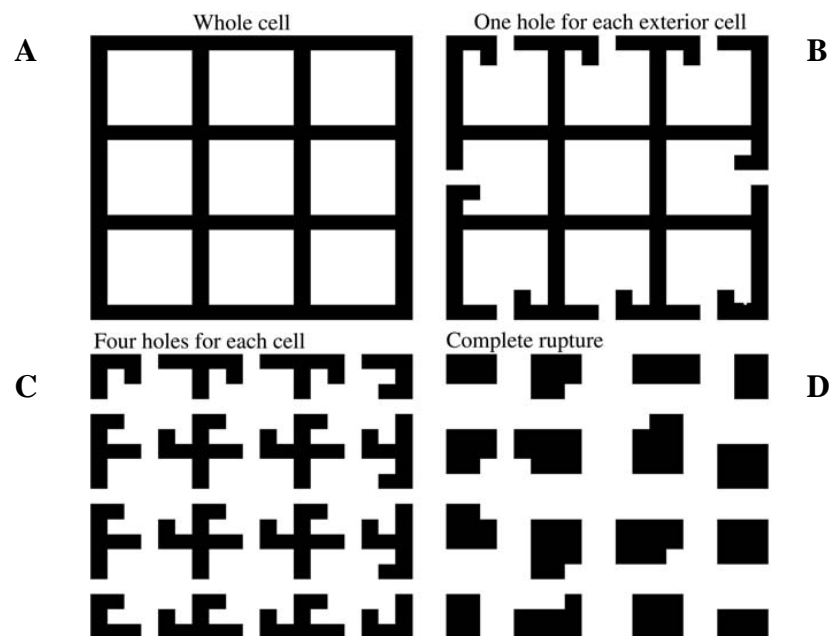 Whole cell
One hole for each exterior cell
A
B
Four holes for each cell
Complete rupture
C
D